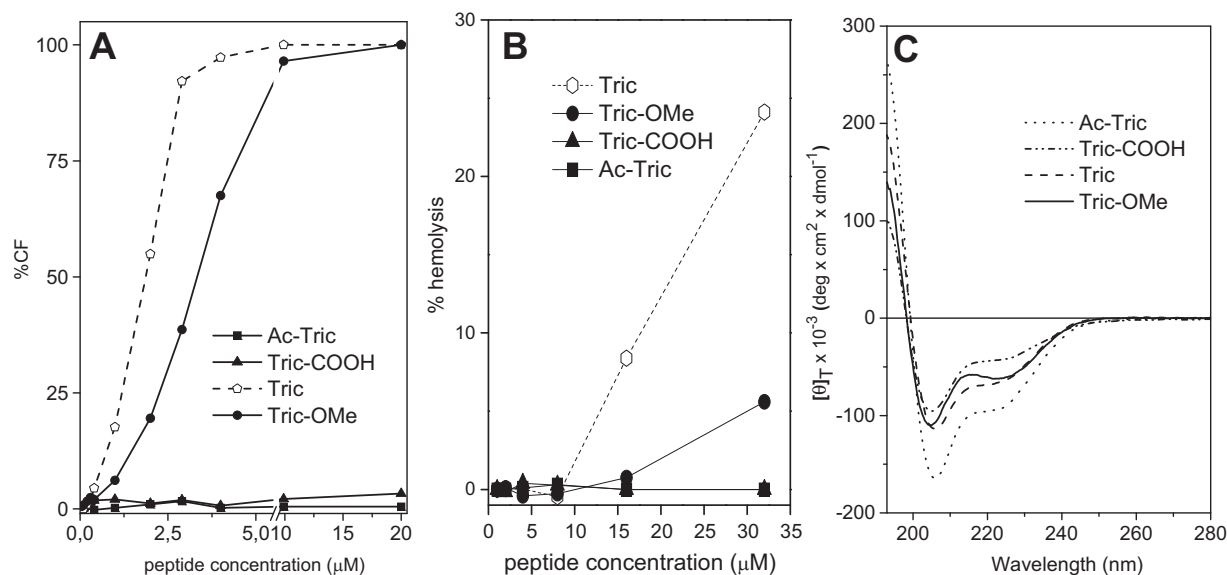 A
%CF
100
75
50
25
0
Ac-Tric
Tric-COOH
Tric
Tric-OMe
0,0
2,5
5,0
10
20
peptide concentration (μM)
B
% hemolysis
30
20
10
0
Tric
Tric-OMe
Tric-COOH
Ac-Tric
0 5 10 15 20 25 30 35
peptide concentration (μM)
C
[θ]T x 10-3 (deg x cm2 x dmol-1)
300
200
100
0
-100
-200
Ac-Tric
Tric-COOH
Tric
Tric-OMe
200 220 240 260 280
Wavelength (nm)